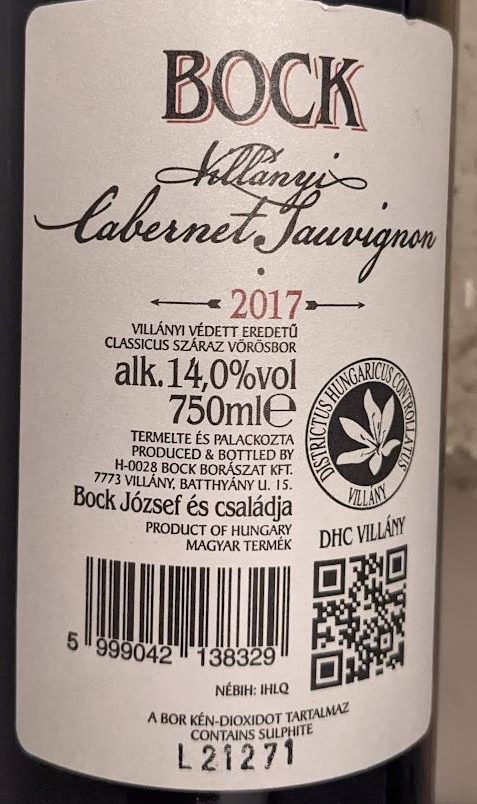 BOCK
Villányi
Cabernet Sauvignon
2017
VILLÁNYI VÉDETT EREDETŰ
CLASSICUS SZÁRAZ VÖRÖSBOR
alk. 14,0%vol
750ml℮
TERMELTE ÉS PALACKOZTA
PRODUCED & BOTTLED BY
H-0028 BOCK BORÁSZAT KFT.
7773 VILLÁNY, BATTHYÁNY U. 15.
Bock József és családja
PRODUCT OF HUNGARY
MAGYAR TERMÉK
DISTRICTUS HUNGARICUS CONTROLLATUS
VILLÁNY
DHC VILLÁNY
5 999042 138329
NÉBIH: IHLQ
A BOR KÉN-DIOXIDOT TARTALMAZ
CONTAINS SULPHITE
L21271